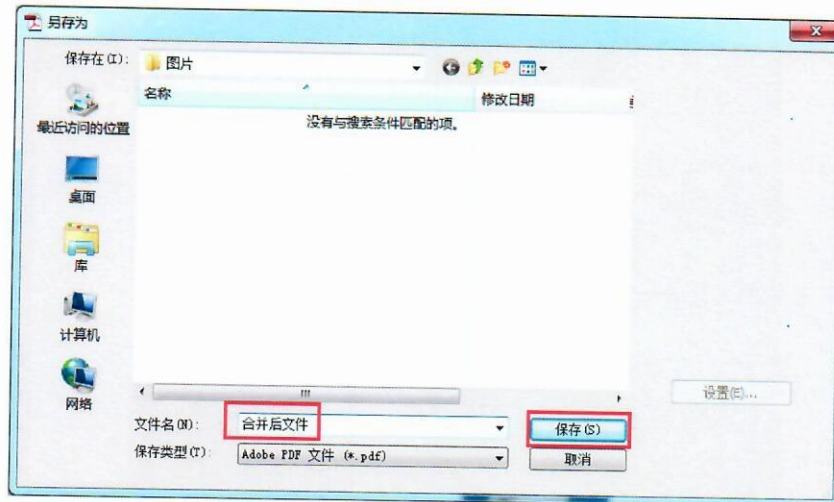 另存为
保存在(I):
图片
名称
修改日期
没有与搜索条件匹配的项。
最近访问的位置
桌面
库
计算机
网络
设置(E)...
文件名(N):
合并后文件
保存(S)
保存类型(T):
Adobe PDF 文件 (*.pdf)
取消